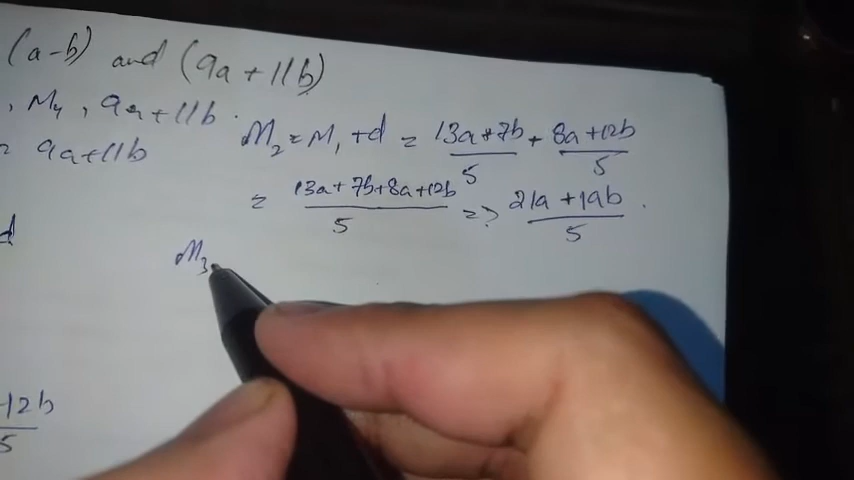 (a-b) and (9a+11b)
, M4 , 9a+11b .
= 9a+11b
M2 = M1 + d = 13a+7b/5 + 8a+12b/5
= 13a+7b+8a+12b/5 => 21a+19b/5 .
d
M3
12b/5